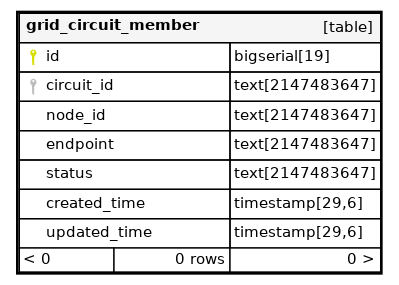 grid_circuit_member [table]
id bigserial[19]
circuit_id text[2147483647]
node_id text[2147483647]
endpoint text[2147483647]
status text[2147483647]
created_time timestamp[29,6]
updated_time timestamp[29,6]
< 0 0 rows 0 >